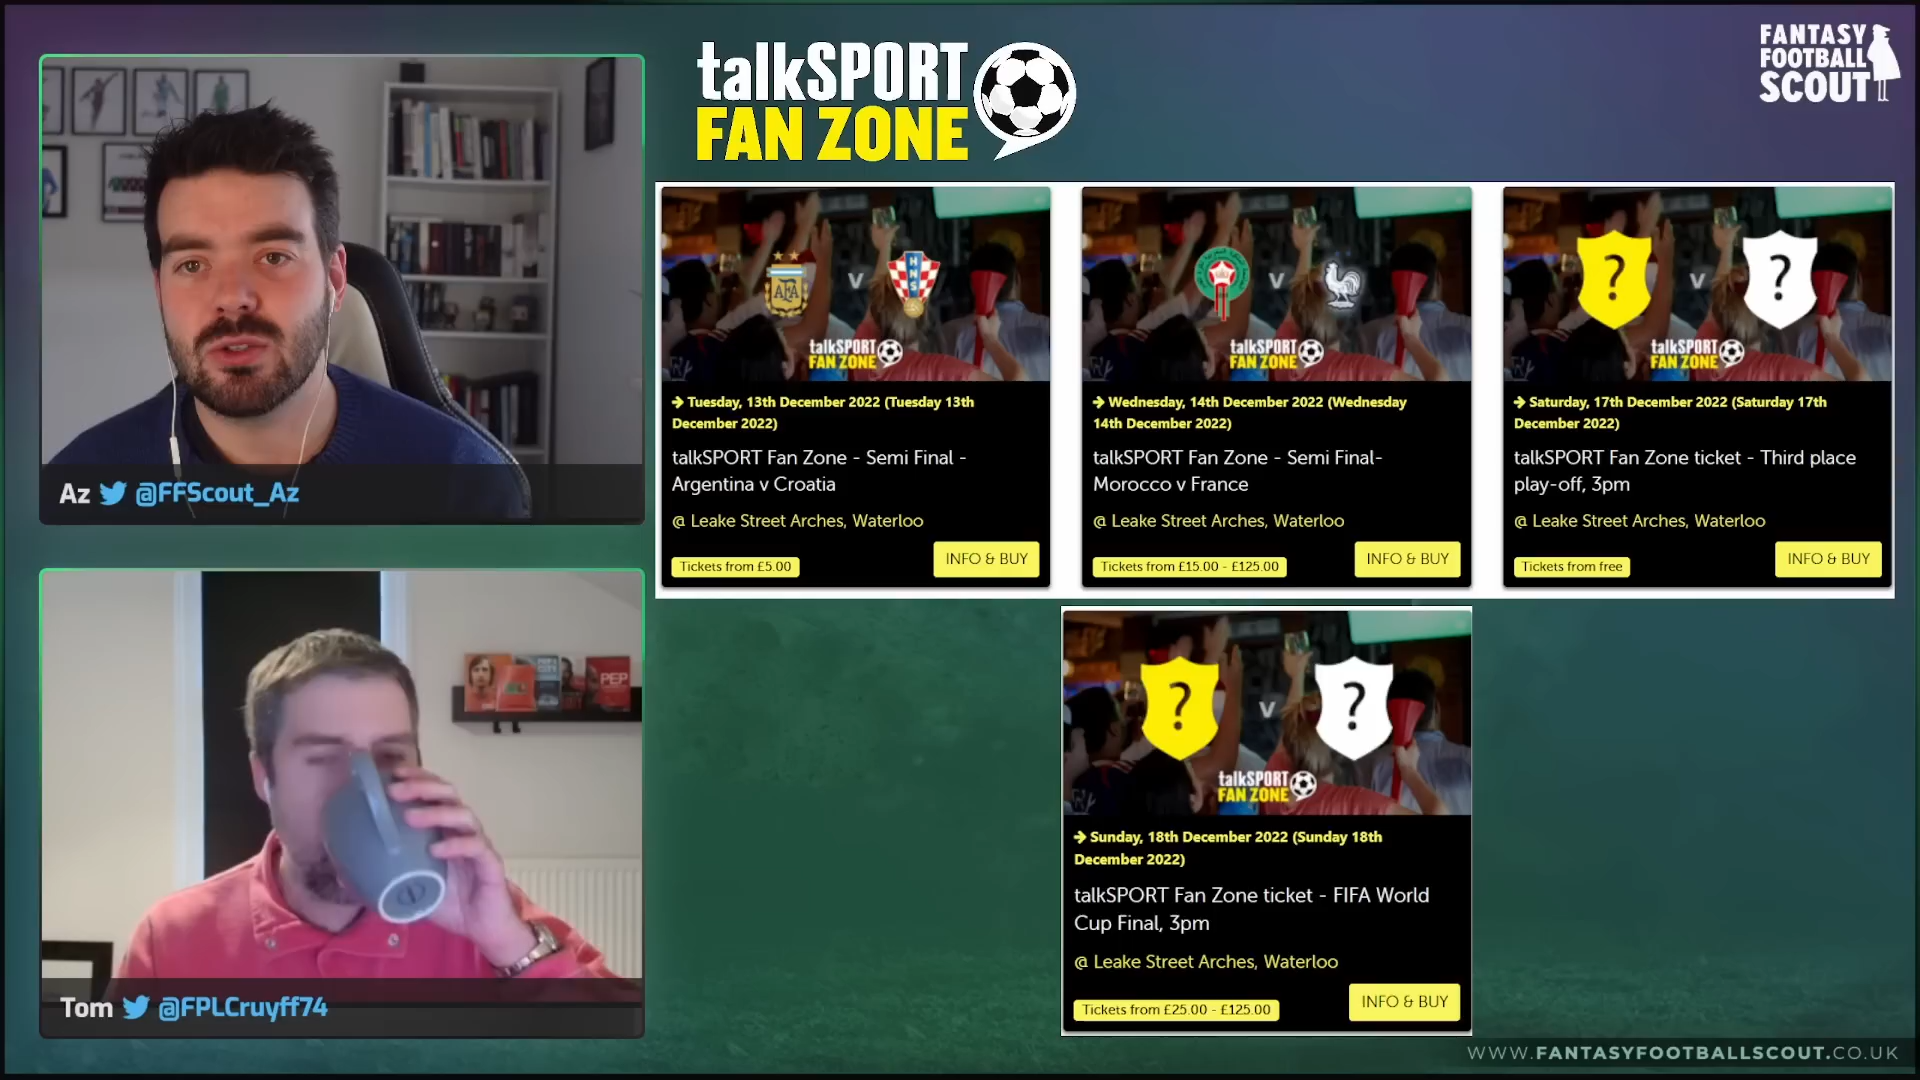 talkSPORT
FAN ZONE
FANTASY
FOOTBALL
SCOUT
Az @FFScout_Az
V
HNS
AFA
talkSPORT
FAN ZONE
→ Tuesday, 13th December 2022 (Tuesday 13th
December 2022)
talkSPORT Fan Zone - Semi Final -
Argentina v Croatia
@ Leake Street Arches, Waterloo
Tickets from £5.00
INFO & BUY
V
talkSPORT
FAN ZONE
→ Wednesday, 14th December 2022 (Wednesday
14th December 2022)
talkSPORT Fan Zone - Semi Final-
Morocco v France
@ Leake Street Arches, Waterloo
Tickets from £15.00 - £125.00
INFO & BUY
? V ?
talkSPORT
FAN ZONE
→ Saturday, 17th December 2022 (Saturday 17th
December 2022)
talkSPORT Fan Zone ticket - Third place
play-off, 3pm
@ Leake Street Arches, Waterloo
Tickets from free
INFO & BUY
PEP
Tom @FPLCruyff74
? V ?
talkSPORT
FAN ZONE
→ Sunday, 18th December 2022 (Sunday 18th
December 2022)
talkSPORT Fan Zone ticket - FIFA World
Cup Final, 3pm
@ Leake Street Arches, Waterloo
Tickets from £25.00 - £125.00
INFO & BUY
WWW.FANTASYFOOTBALLSCOUT.CO.UK